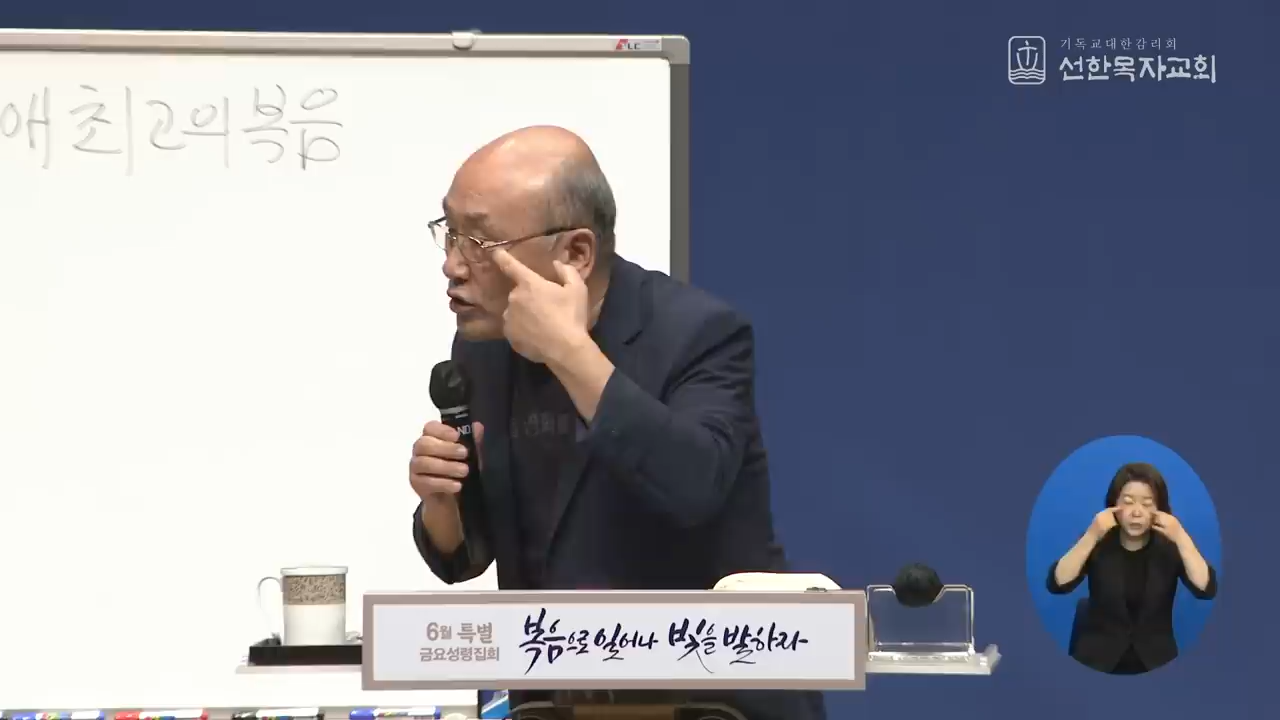 애 최고의 복음
ALC
기독교대한감리회
선한목자교회
6월 특별
금요성령집회
복음으로 일어나 빛을 발하라